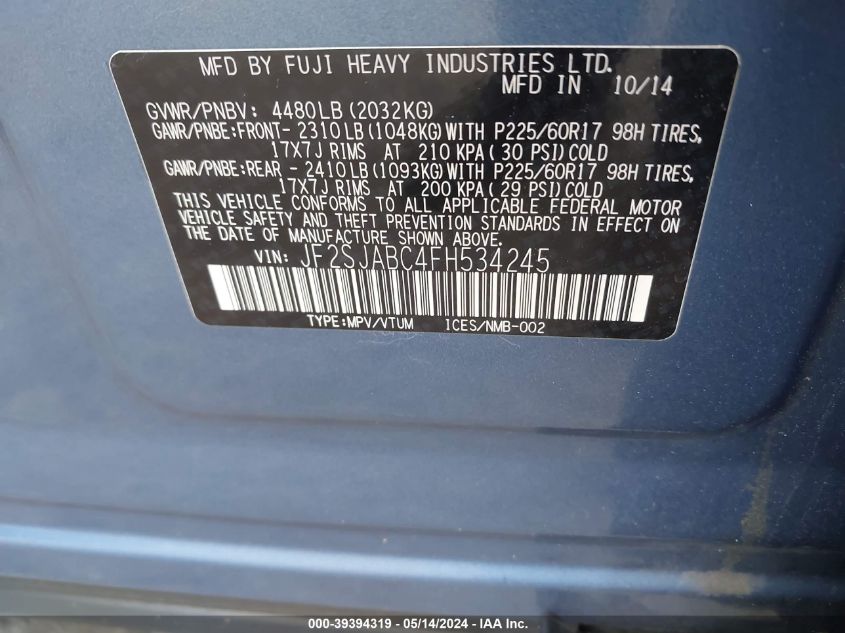 MFD BY FUJI HEAVY INDUSTRIES LTD.
MFD IN 10/14
GVWR/PNBV: 4480LB(2032KG)
GAWR/PNBE:FRONT- 2310LB(1048KG)WITH P225/60R17 98H TIRES,
17X7J RIMS AT 210 KPA( 30 PSI)COLD
GAWR/PNBE:REAR - 2410LB(1093KG)WITH P225/60R17 98H TIRES,
17X7J RIMS AT 200 KPA( 29 PSI)COLD
THIS VEHICLE CONFORMS TO ALL APPLICABLE FEDERAL MOTOR
VEHICLE SAFETY AND THEFT PREVENTION STANDARDS IN EFFECT ON
THE DATE OF MANUFACTURE SHOWN ABOVE.
VIN: JF2SJABC4FH534245
TYPE:MPV/VTUM ICES/NMB-002
000-39394319 - 05/14/2024 - IAA Inc.